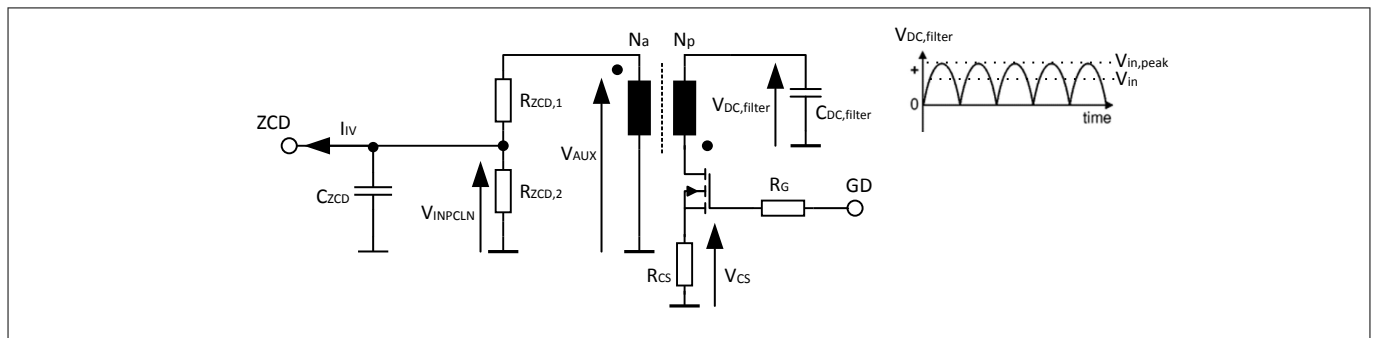 Na
Np
VDC,filter
Vin,peak
Vin
+
0
time
RZCD,1
VDC,filter
CDC,filter
ZCD
IIV
VAUX
CZCD
RZCD,2
VINPCLN
RG
GD
RCS
VCS